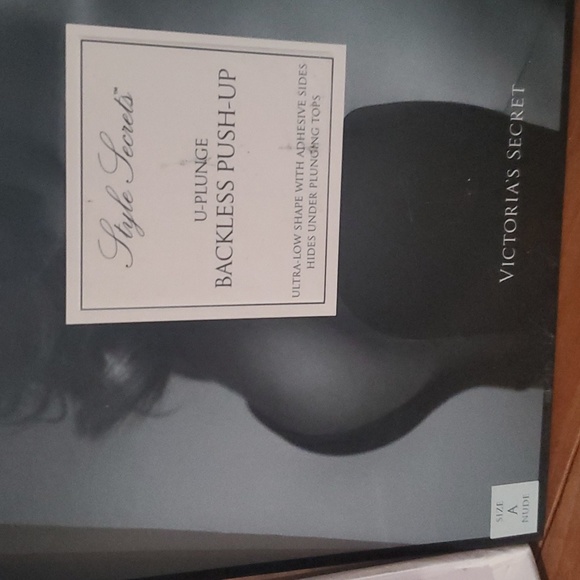 Style Secrets™
U-PLUNGE
BACKLESS PUSH-UP
ULTRA-LOW SHAPE WITH ADHESIVE SIDES
HIDES UNDER PLUNGING TOPS
VICTORIA'S SECRET
SIZE
A
NUDE